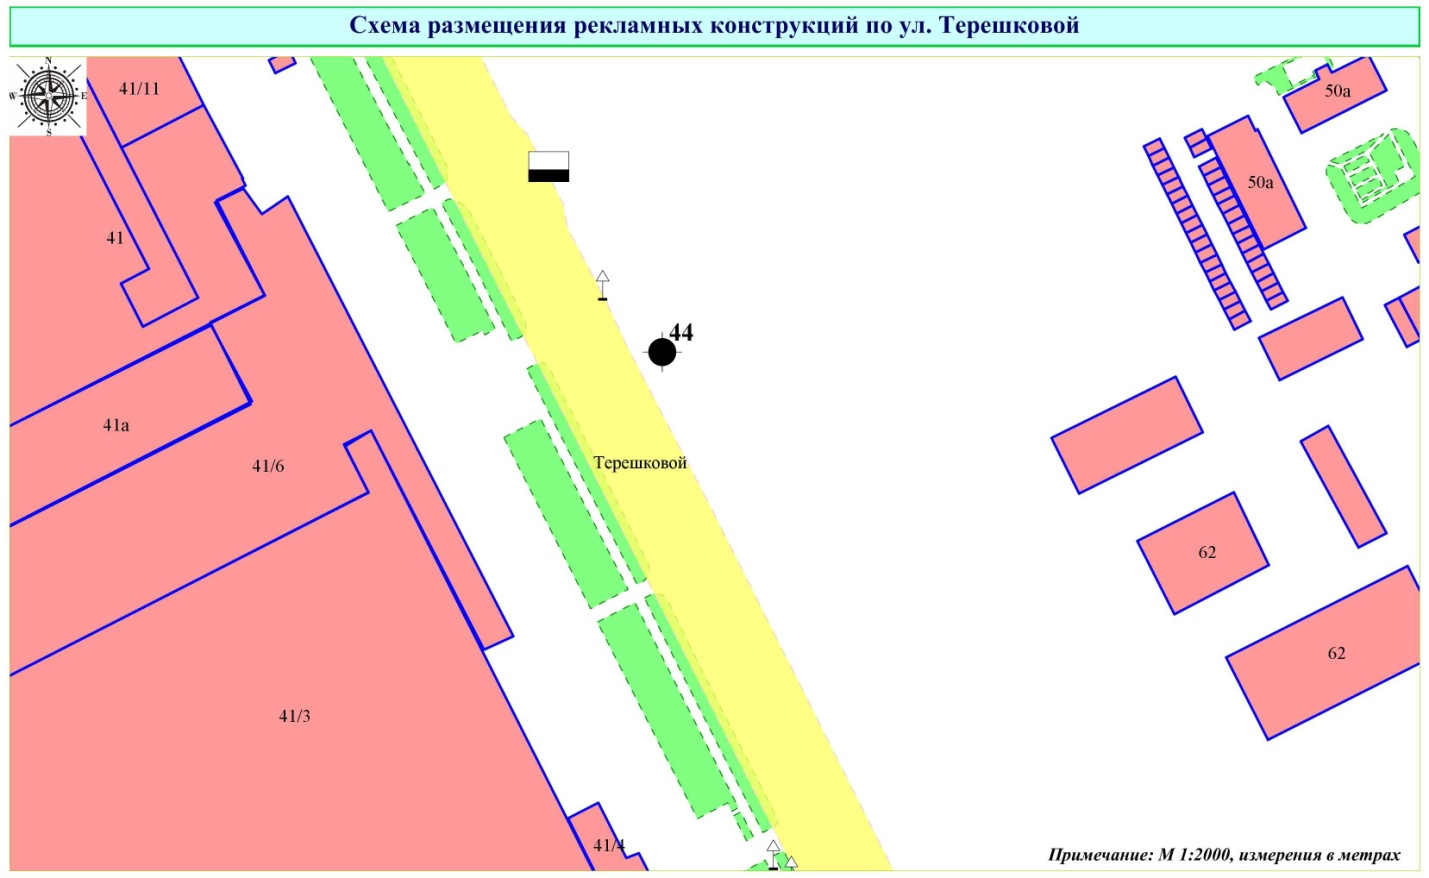 Схема размещения рекламных конструкций по ул. Терешковой
N
W E
S
41/11
50а
50а
41
44
41а
41/6
Терешковой
62
62
41/3
41/4
Примечание: М 1:2000, измерения в метрах